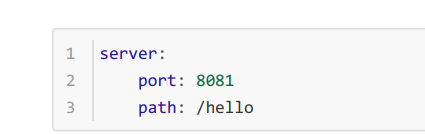 1 server:
2     port: 8081
3     path: /hello